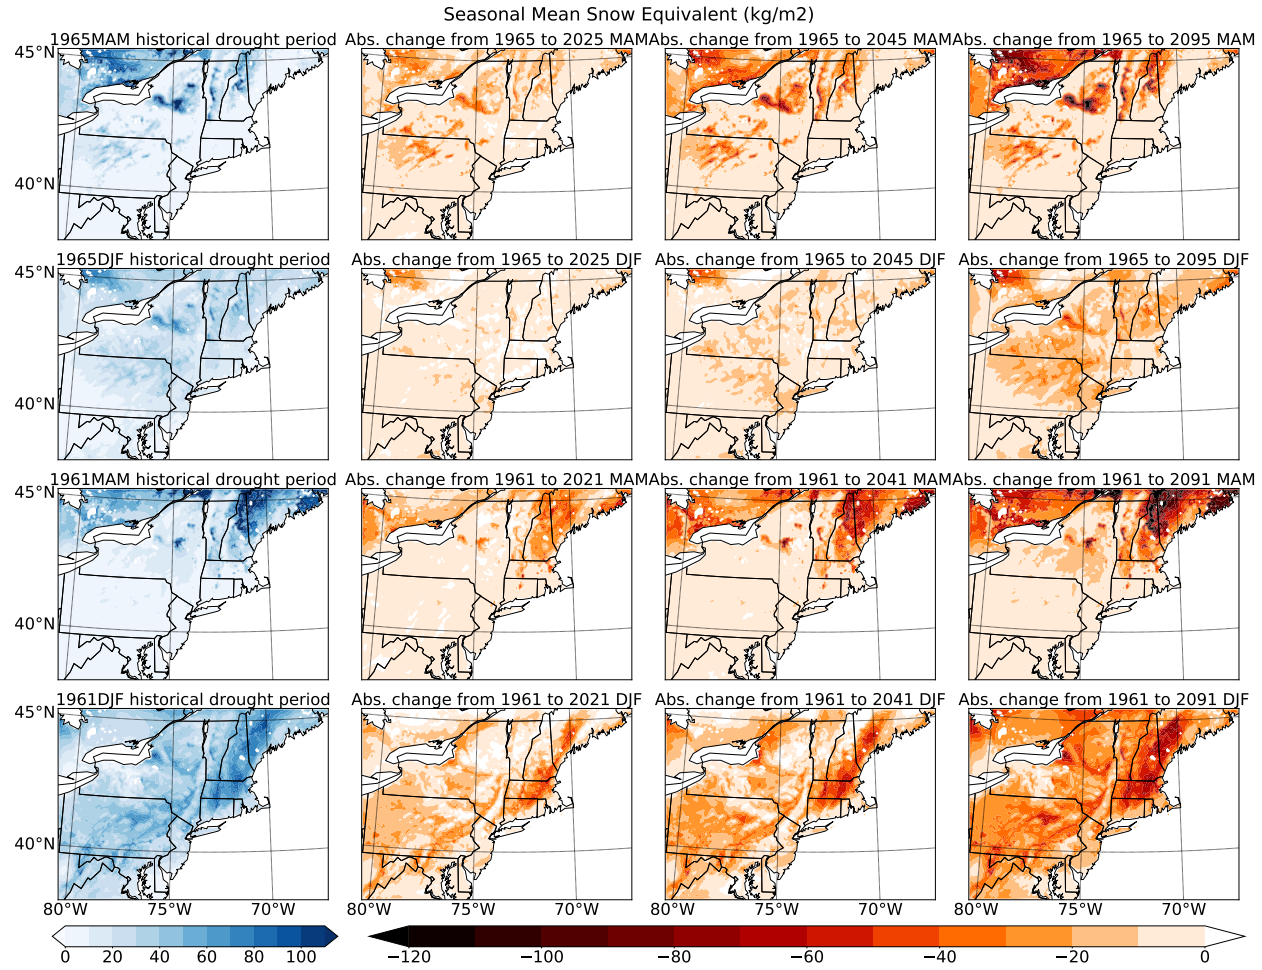 Seasonal Mean Snow Equivalent (kg/m2)
1965MAM historical drought period
Abs. change from 1965 to 2025 MAM
Abs. change from 1965 to 2045 MAM
Abs. change from 1965 to 2095 MAM
45°N
40°N
1965DJF historical drought period
Abs. change from 1965 to 2025 DJF
Abs. change from 1965 to 2045 DJF
Abs. change from 1965 to 2095 DJF
45°N
40°N
1961MAM historical drought period
Abs. change from 1961 to 2021 MAM
Abs. change from 1961 to 2041 MAM
Abs. change from 1961 to 2091 MAM
45°N
40°N
1961DJF historical drought period
Abs. change from 1961 to 2021 DJF
Abs. change from 1961 to 2041 DJF
Abs. change from 1961 to 2091 DJF
45°N
40°N
80°W 75°W 70°W
80°W 75°W 70°W
80°W 75°W 70°W
80°W 75°W 70°W
0 20 40 60 80 100
−120 −100 −80 −60 −40 −20 0